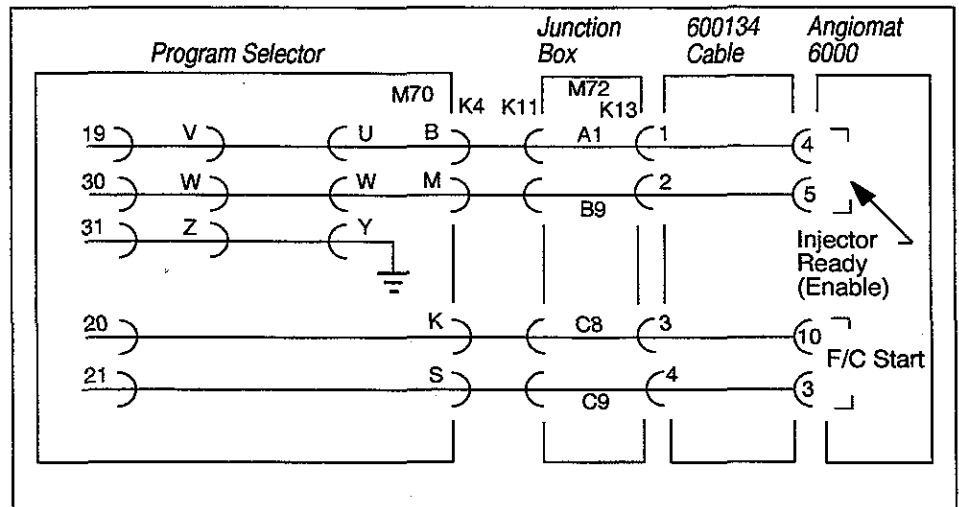 Program Selector
Junction Box
600134 Cable
Angiomat 6000
M70 K4 K11 M72 K13
19 V U B A1 1 4
30 W W M B9 2 5
31 Z Y
Injector Ready (Enable)
20 K C8 3 10
F/C Start
21 S C9 4 3